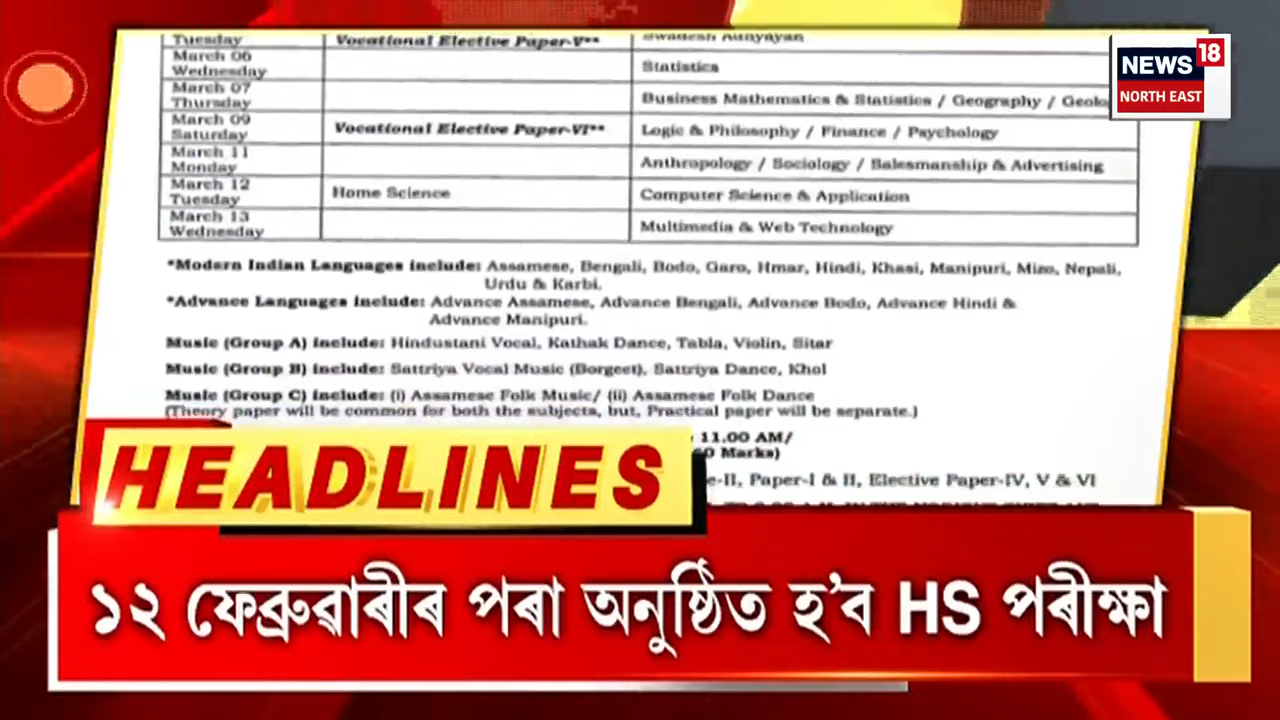 Tuesday Vocational Elective Paper-V** Swadesh Adhyayan
March 06
Wednesday Statistics
March 07
Thursday Business Mathematics & Statistics / Geography /
March 09
Saturday Vocational Elective Paper-VI** Logic & Philosophy / Finance / Psychology
March 11
Monday Anthropology / Sociology / Salesmanship & Advertising
March 12
Tuesday Home Science Computer Science & Application
March 13
Wednesday Multimedia & Web Technology
*Modern Indian Languages include: Assamese, Bengali, Bodo, Garo, Hmar, Hindi, Khasi, Manipuri, Mizo, Nepali,
Urdu & Karbi.
*Advance Languages include: Advance Assamese, Advance Bengali, Advance Bodo, Advance Hindi &
Advance Manipuri.
Music (Group A) include: Hindustani Vocal, Kathak Dance, Tabla, Violin, Sitar
Music (Group B) include: Sattriya Vocal Music (Borgeet), Sattriya Dance, Khol
Music (Group C) include: (i) Assamese Folk Music/ (ii) Assamese Folk Dance
(Theory paper will be common for both the subjects, but, Practical paper will be separate.)
11.00 AM/
Marks)
e-II, Paper-I & II, Elective Paper-IV, V & VI
NEWS 18
NORTH EAST
HEADLINES
১২ ফেব্ৰুৱাৰীৰ পৰা অনুষ্ঠিত হ'ব HS পৰীক্ষা